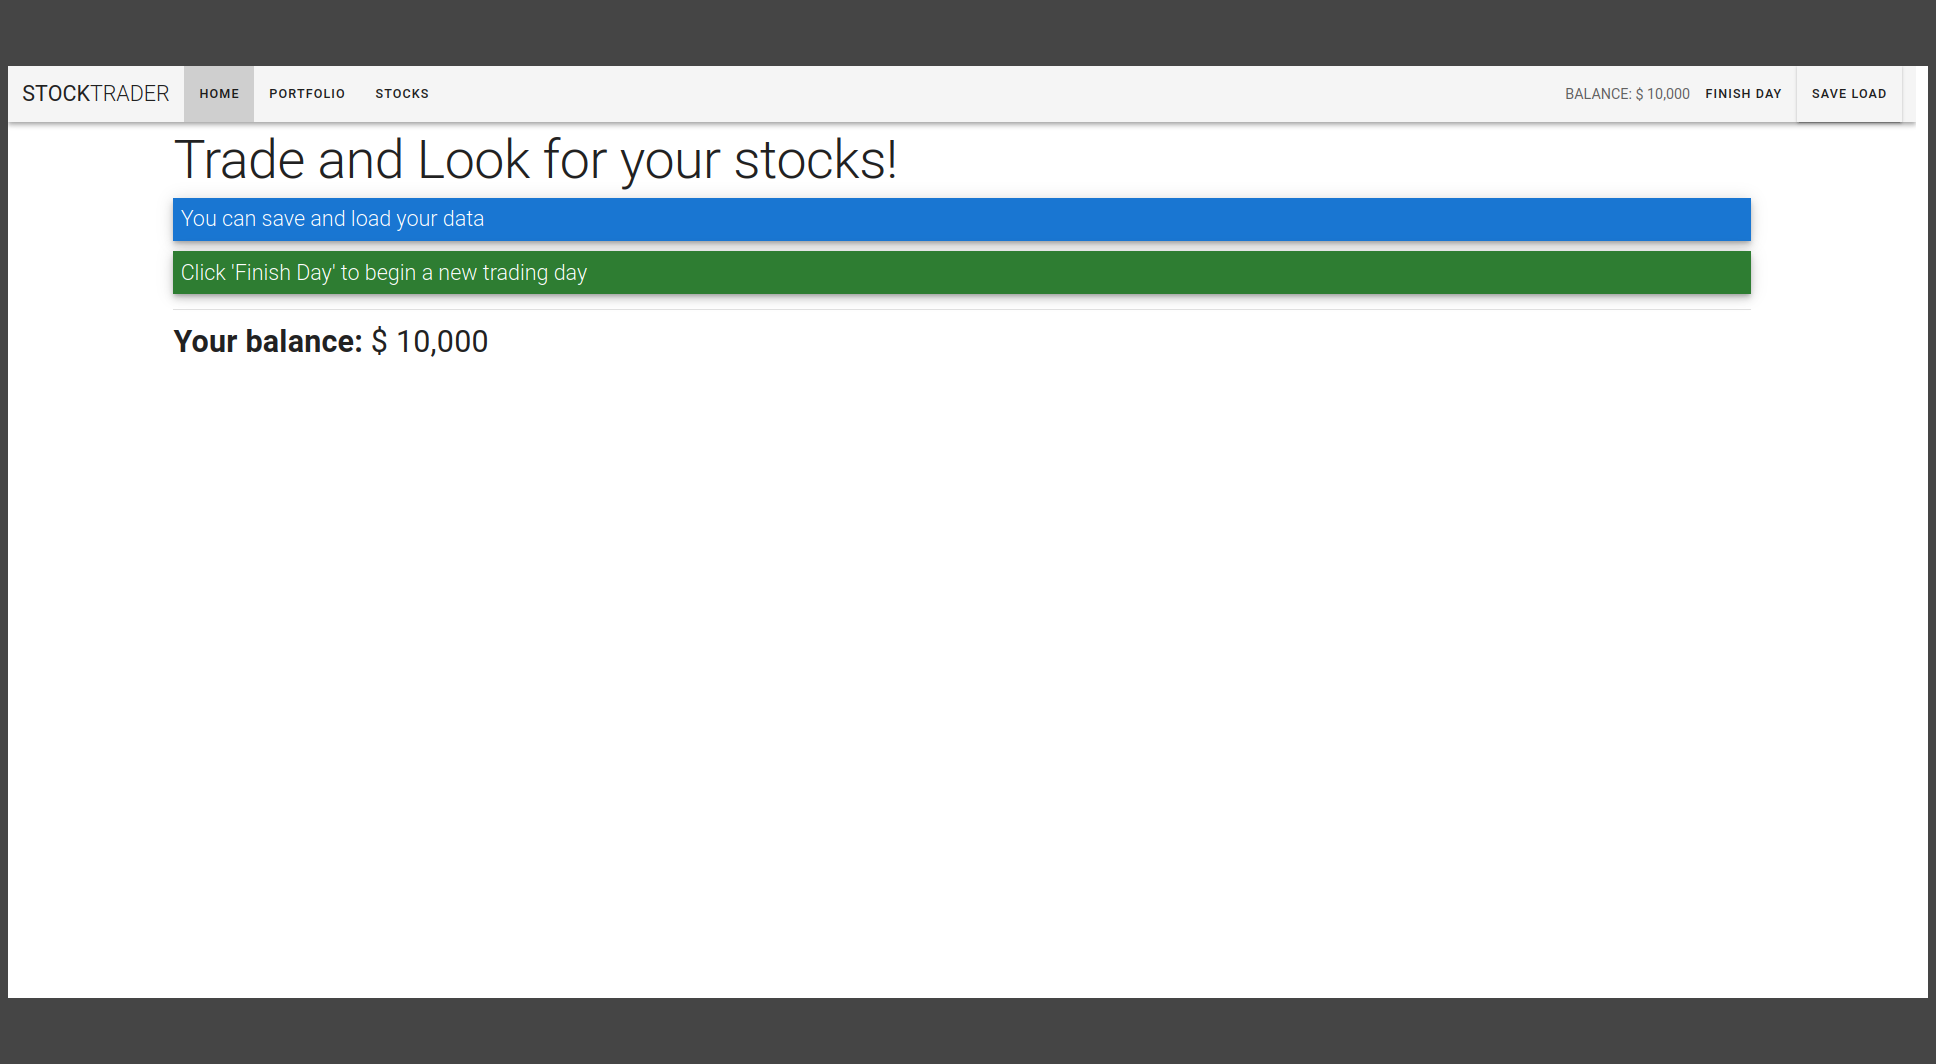 STOCKTRADER HOME PORTFOLIO STOCKS BALANCE: $ 10,000 FINISH DAY SAVE LOAD
Trade and Look for your stocks!
You can save and load your data
Click 'Finish Day' to begin a new trading day
Your balance: $ 10,000